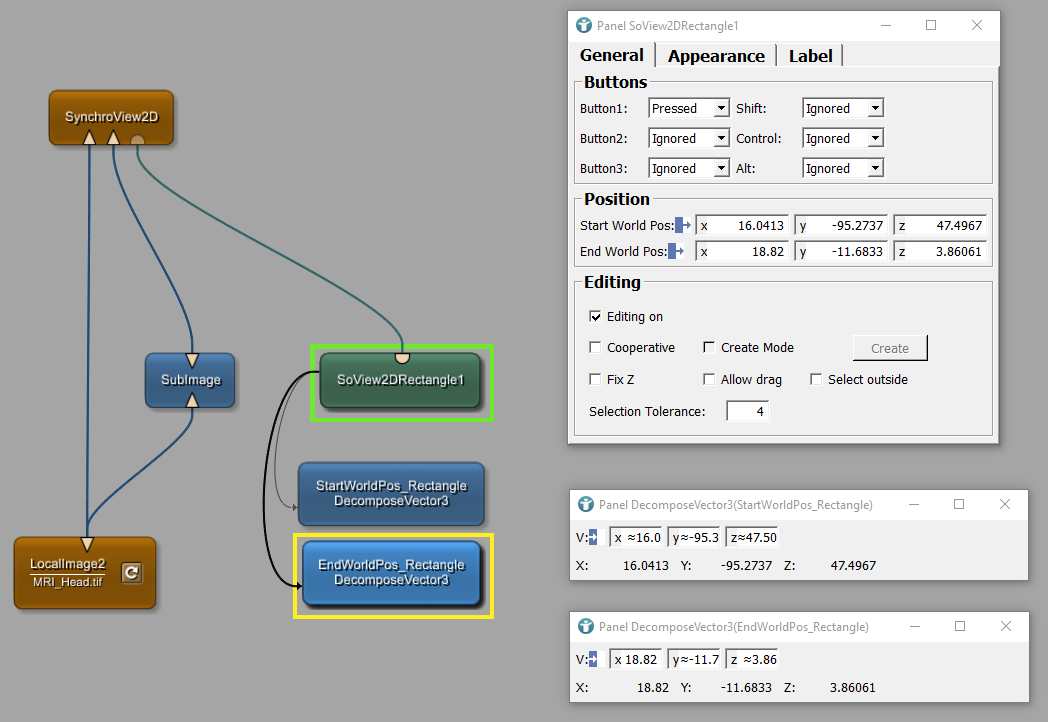 SynchroView2D
SubImage
SoView2DRectangle1
StartWorldPos_Rectangle
DecomposeVector3
LocalImage2
MRI_Head.tif
EndWorldPos_Rectangle
DecomposeVector3
Panel SoView2DRectangle1
General Appearance Label
Buttons
Button1: Pressed Shift: Ignored
Button2: Ignored Control: Ignored
Button3: Ignored Alt: Ignored
Position
Start World Pos: x 16.0413 y -95.2737 z 47.4967
End World Pos: x 18.82 y -11.6833 z 3.86061
Editing
Editing on
Cooperative Create Mode Create
Fix Z Allow drag Select outside
Selection Tolerance: 4
Panel DecomposeVector3(StartWorldPos_Rectangle)
V: x ≈16.0 y≈-95.3 z≈47.50
X: 16.0413 Y: -95.2737 Z: 47.4967
Panel DecomposeVector3(EndWorldPos_Rectangle)
V: x 18.82 y≈-11.7 z ≈3.86
X: 18.82 Y: -11.6833 Z: 3.86061